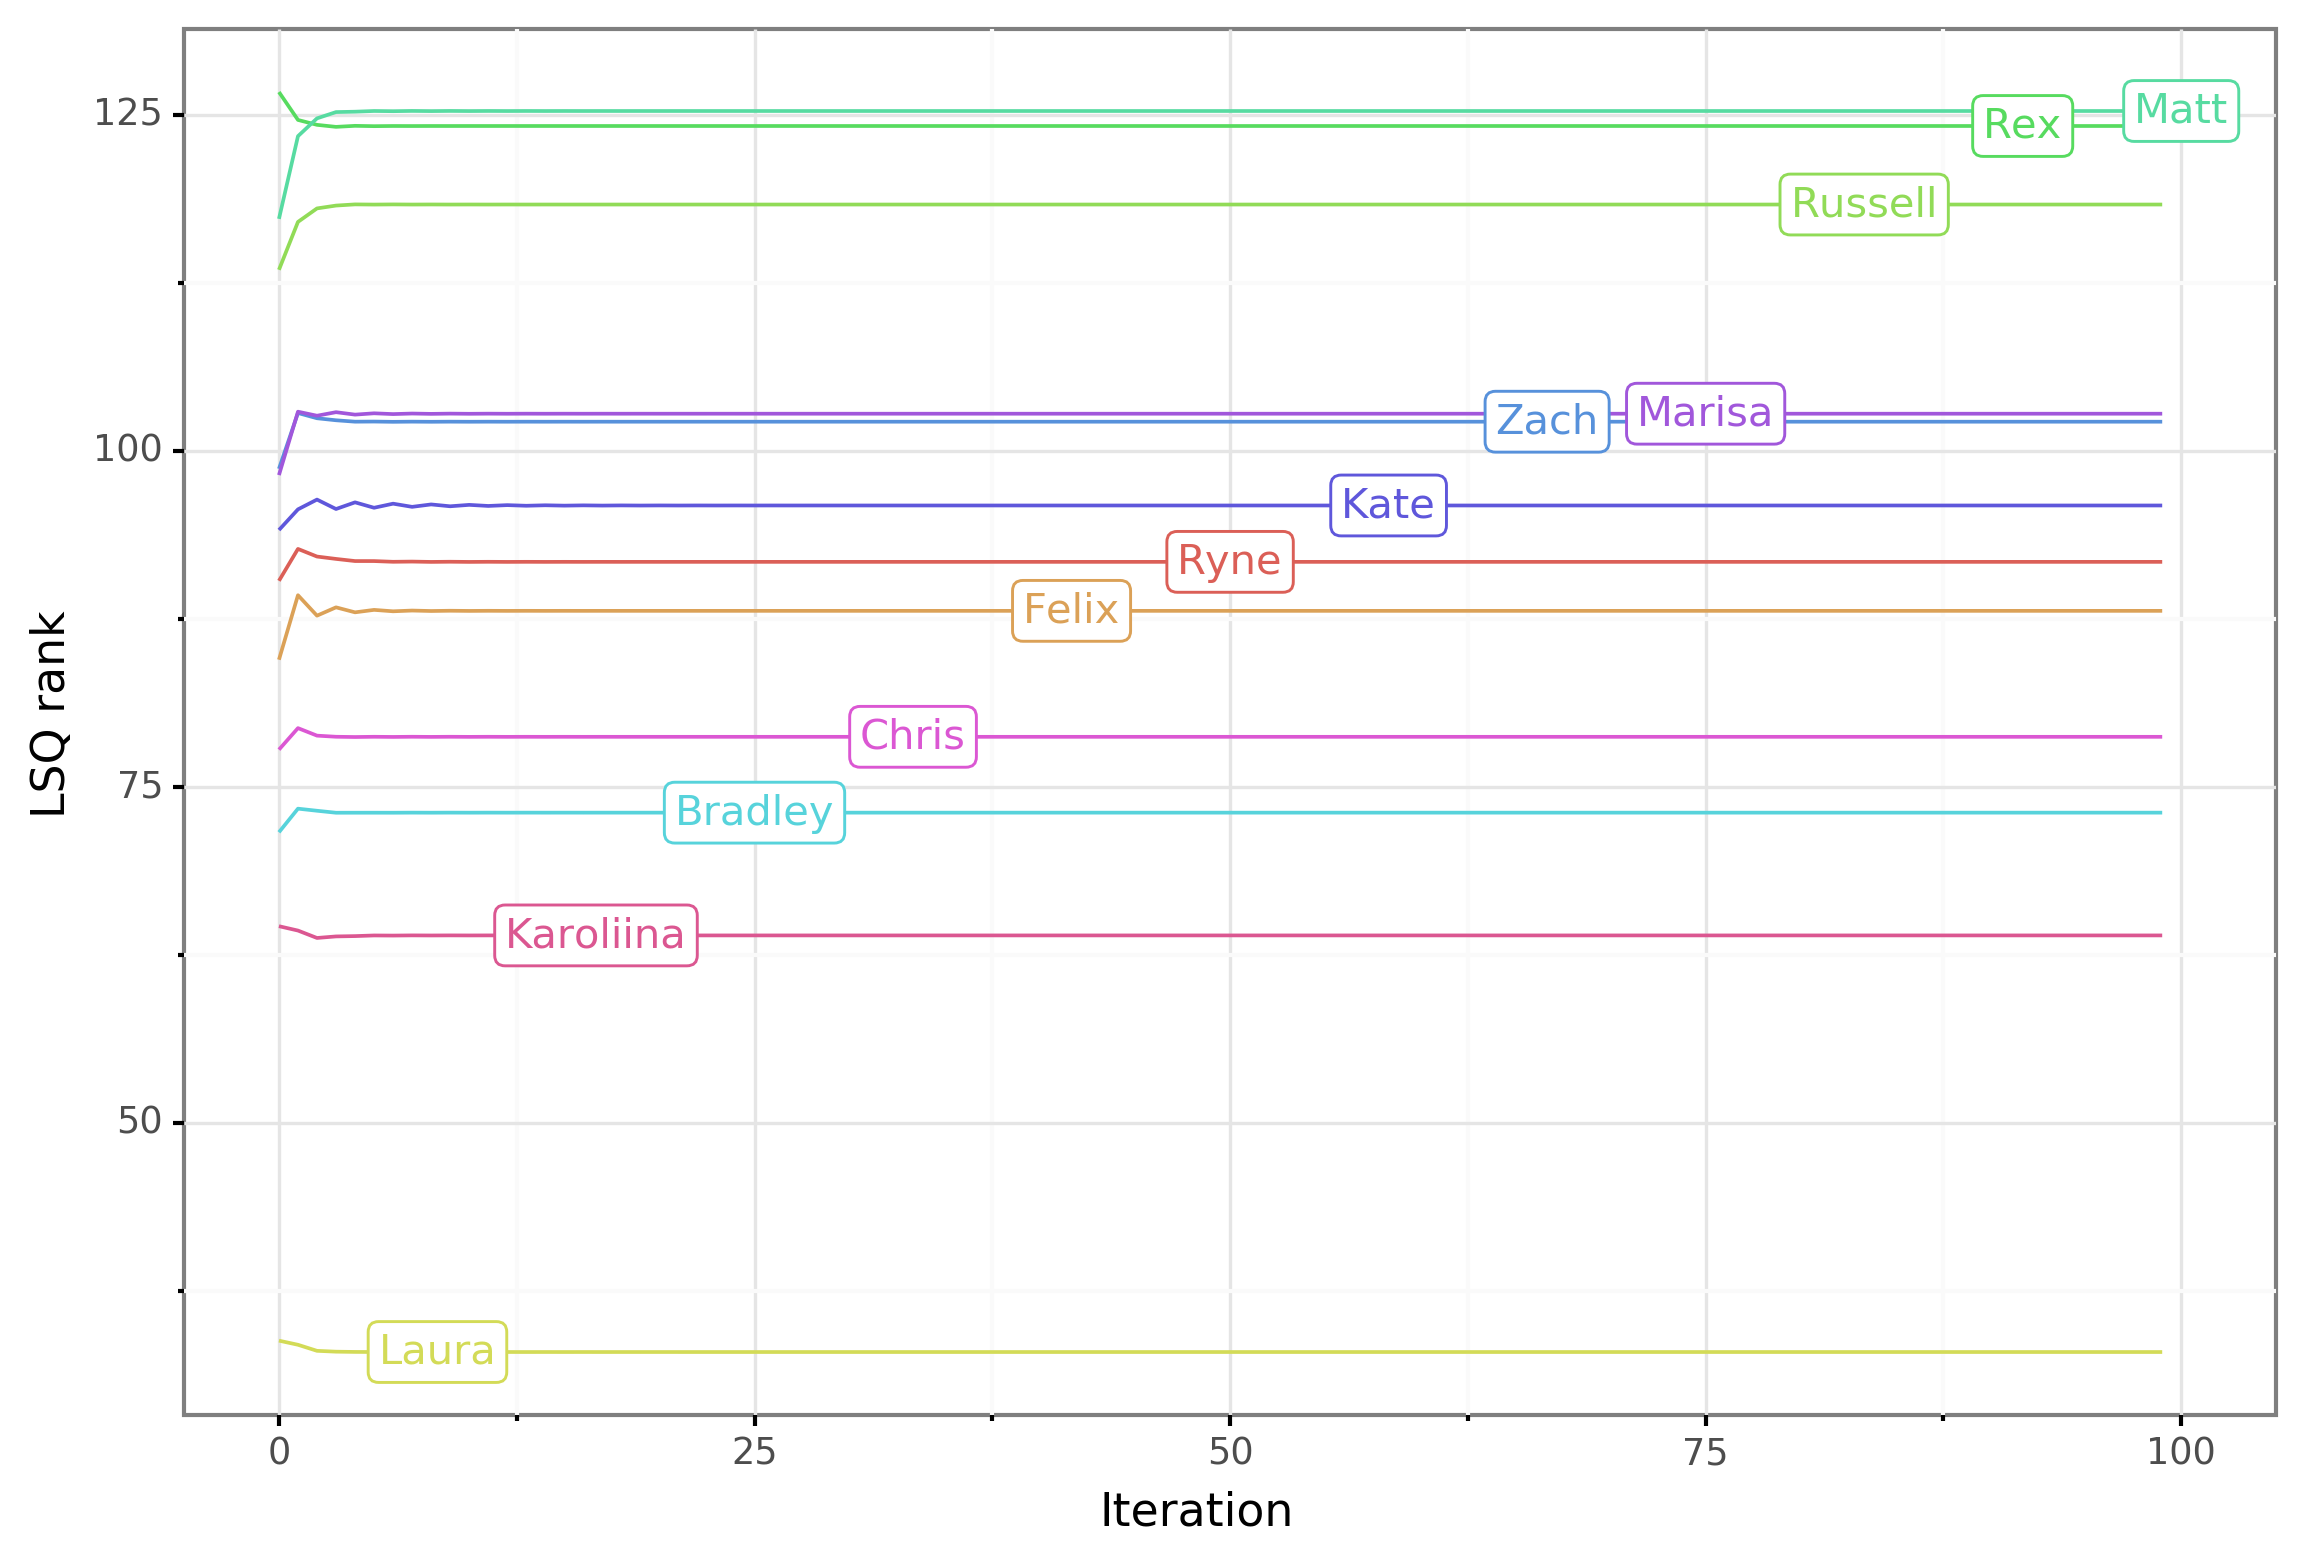 125
Matt
Rex
Russell
Marisa
Zach
100
Kate
Ryne
Felix
LSQ rank
Chris
75
Bradley
Karoliina
50
Laura
0 25 50 75 100
Iteration